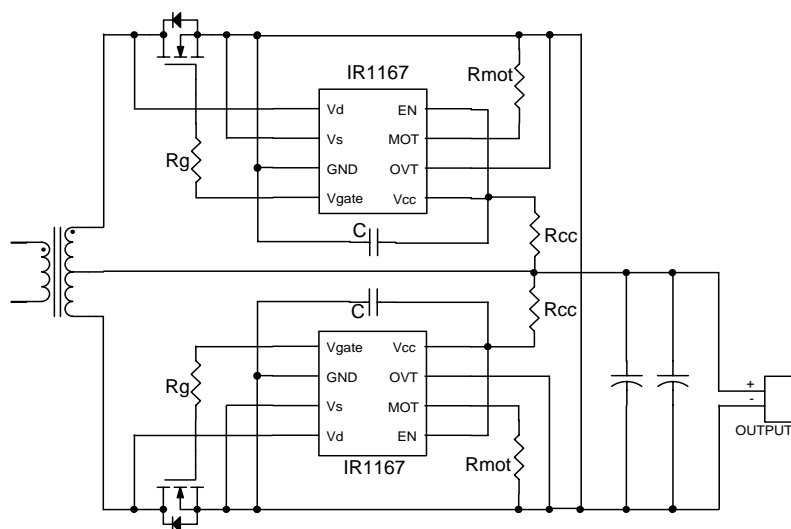 IR1167
Rmot
Vd
EN
Vs
MOT
Rg
GND
OVT
Vgate
Vcc
C
Rcc
C
Rcc
Vgate
Vcc
Rg
GND
OVT
Vs
MOT
Vd
EN
IR1167
Rmot
+
-
OUTPUT